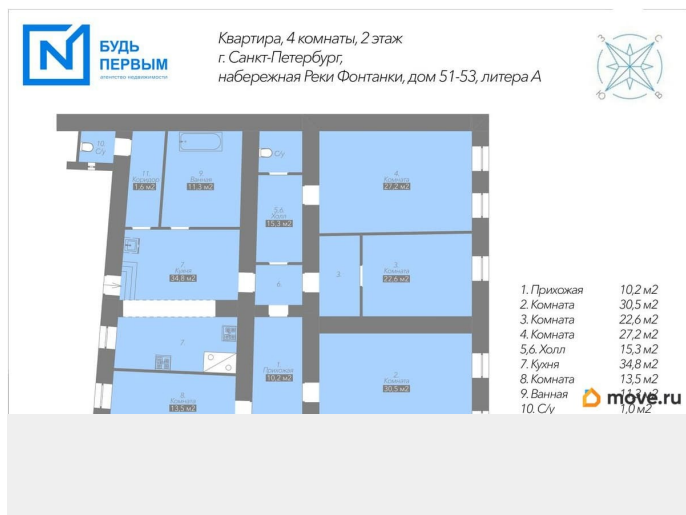 БУДЬ
ПЕРВЫМ
агентство недвижимости
Квартира, 4 комнаты, 2 этаж
г. Санкт-Петербург,
набережная Реки Фонтанки, дом 51-53, литера А
З
С
Ю
В
10.
С/у
11.
Коридор
1,6 м2
9.
Ванная
11,3 м2
С/у
5,6.
Холл
15,3 м2
4.
Комната
27,2 м2
7.
Кухня
34,8 м2
6.
3
3.
Комната
22,6 м2
7.
1.
Прихожая
10,2 м2
2.
Комната
30,5 м2
8.
Комната
13,5 м2
1. Прихожая 10,2 м2
2. Комната 30,5 м2
3. Комната 22,6 м2
4. Комната 27,2 м2
5,6. Холл 15,3 м2
7. Кухня 34,8 м2
8. Комната 13,5 м2
9. Ванная 11,3 м2
10. С/у 1,0 м2
move.ru